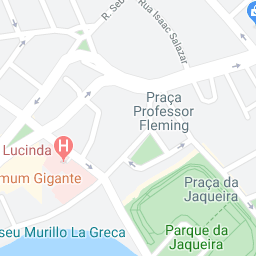 R. Seb
Rua Isaac
Salazar
Praça
Professor
Fleming
Lucinda
H
mum Gigante
Praça da
Jaqueira
seu Murillo La Greca
Parque da
Jaqueira